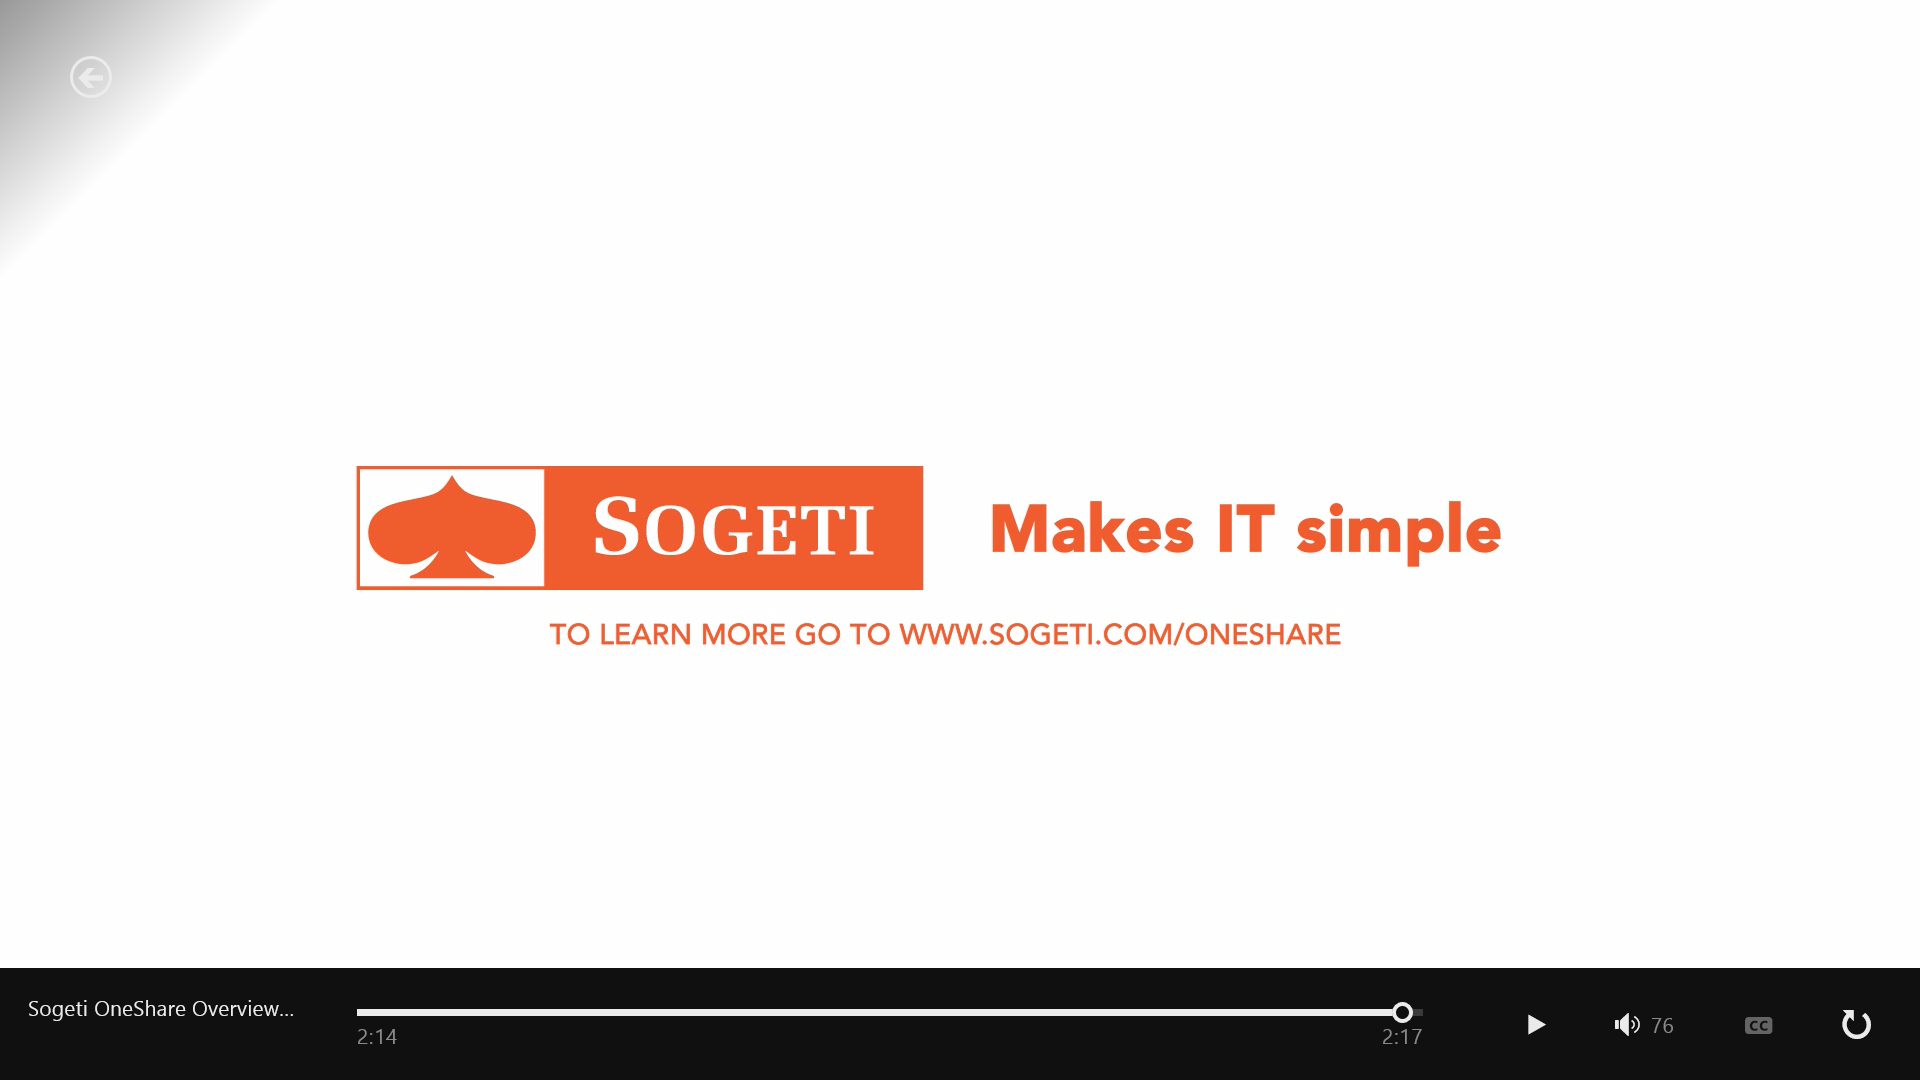 SOGETI
Makes IT simple
TO LEARN MORE GO TO WWW.SOGETI.COM/ONESHARE
Sogeti OneShare Overview...
2:14
2:17
76
CC